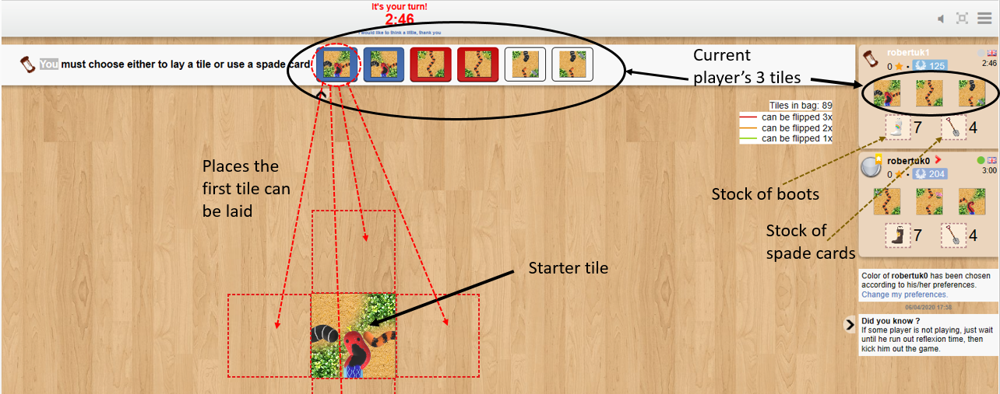 It's your turn!
2:46
I would like to think a little, thank you
You must choose either to lay a tile or use a spade card
Current
player's 3 tiles
robertuk1
2:46
0 • 125
7 4
Tiles in bag: 89
can be flipped 3x
can be flipped 2x
can be flipped 1x
robertuk0
3:00
0 • 204
7 4
Places the
first tile can
be laid
Stock of boots
Stock of
spade cards
Starter tile
Color of robertuk0 has been chosen
according to his/her preferences.
Change my preferences.
06/04/2020 17:58
Did you know ?
If some player is not playing, just wait
until he run out reflexion time, then
kick him out the game.